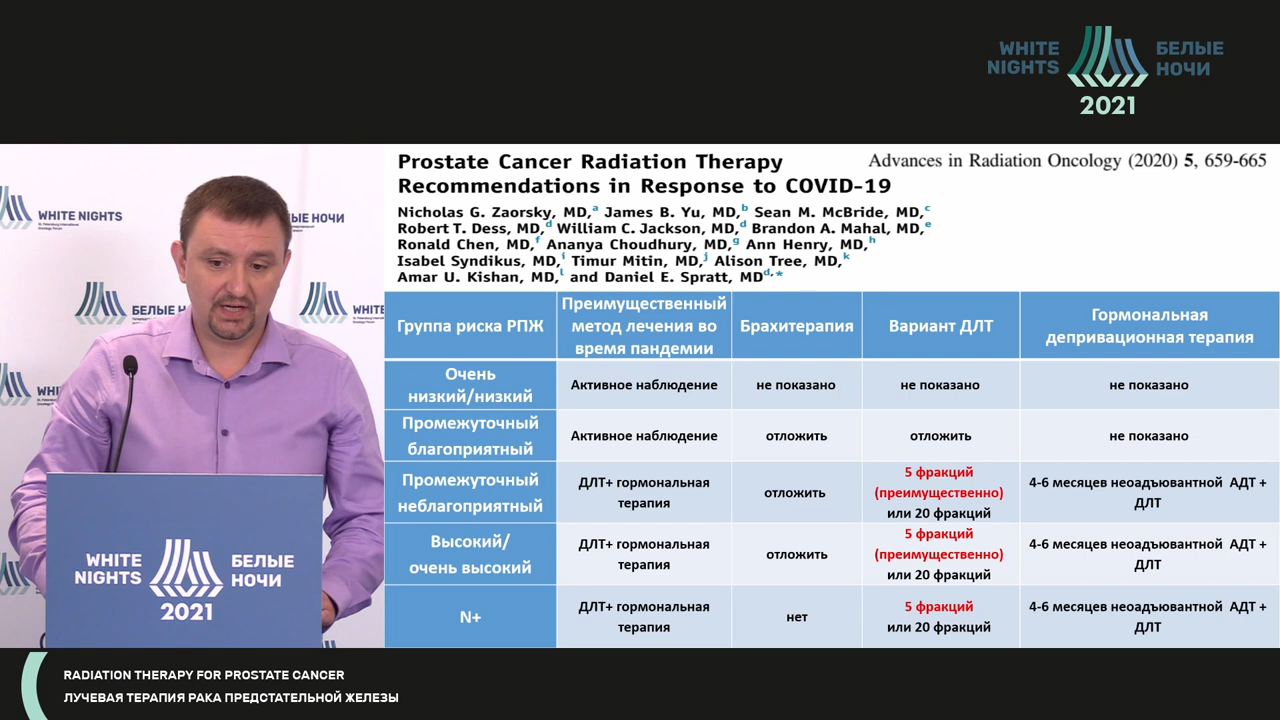 WHITE
NIGHTS
БЕЛЫЕ
НОЧИ
2021
Prostate Cancer Radiation Therapy
Recommendations in Response to COVID-19
Advances in Radiation Oncology (2020) 5, 659-665
Nicholas G. Zaorsky, MD,a James B. Yu, MD,b Sean M. McBride, MD,c
Robert T. Dess, MD,d William C. Jackson, MD,d Brandon A. Mahal, MD,e
Ronald Chen, MD,f Ananya Choudhury, MD,g Ann Henry, MD,h
Isabel Syndikus, MD,i Timur Mitin, MD,j Alison Tree, MD,k
Amar U. Kishan, MD,l and Daniel E. Spratt, MDd,*
Группа риска РПЖ
Преимущественный
метод лечения во
время пандемии
Брахитерапия
Вариант ДЛТ
Гормональная
депривационная терапия
Очень
низкий/низкий
Активное наблюдение
не показано
не показано
не показано
Промежуточный
благоприятный
Активное наблюдение
отложить
отложить
не показано
Промежуточный
неблагоприятный
ДЛТ+ гормональная
терапия
отложить
5 фракций
(преимущественно)
или 20 фракций
4-6 месяцев неоадъювантной АДТ +
ДЛТ
Высокий/
очень высокий
ДЛТ+ гормональная
терапия
отложить
5 фракций
(преимущественно)
или 20 фракций
4-6 месяцев неоадъювантной АДТ +
ДЛТ
N+
ДЛТ+ гормональная
терапия
нет
5 фракций
или 20 фракций
4-6 месяцев неоадъювантной АДТ +
ДЛТ
WHITE NIGHTS
ЫЕ НОЧИ
БЕЛЫЕ Н
WHITE
WHITE
NIGHTS
БЕЛЫЕ
НОЧИ
2021
RADIATION THERAPY FOR PROSTATE CANCER
ЛУЧЕВАЯ ТЕРАПИЯ РАКА ПРЕДСТАТЕЛЬНОЙ ЖЕЛЕЗЫ